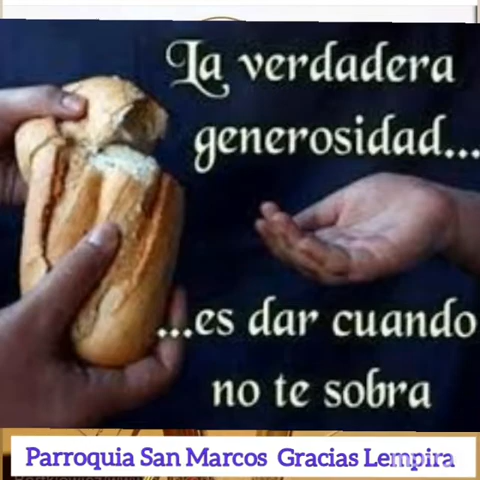 La verdadera
generosidad...
...es dar cuando
no te sobra
Parroquia San Marcos Gracias Lempira